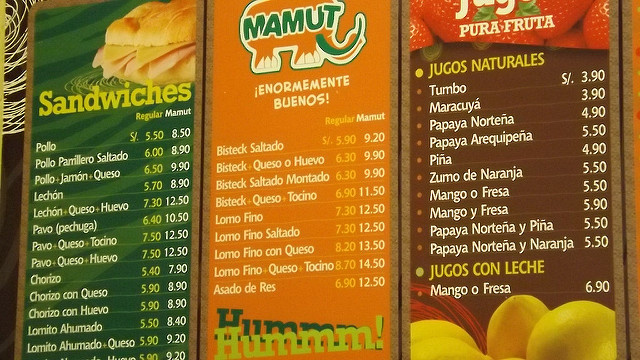 Sandwiches
Regular Mamut
Pollo S/. 5.50 8.50
Pollo Parrillero Saltado 6.00 8.90
Pollo+Jamón+Queso 6.50 9.90
Lechón 5.70 8.90
Lechón+Queso+Huevo 7.30 12.50
Pavo (pechuga) 6.40 10.50
Pavo+Queso+Tocino 7.50 12.50
Pavo+Queso+Huevo 7.50 12.50
Chorizo 5.40 7.90
Chorizo con Queso 5.90 8.90
Chorizo con Huevo 5.90 8.90
Lomito Ahumado 5.50 8.40
Lomito Ahumado+Queso 5.90 9.20
Lomito Ahumado+Huevo 5.90 9.20
MAMUT
¡ENORMEMENTE
BUENOS!
Regular Mamut
Bisteck Saltado S/. 5.90 9.20
Bisteck+Queso o Huevo 6.30 9.90
Bisteck Saltado Montado 6.30 9.90
Bisteck+Queso+Tocino 6.90 11.50
Lomo Fino 7.30 12.50
Lomo Fino Saltado 7.30 12.50
Lomo Fino con Queso 8.20 13.50
Lomo Fino+Queso+Tocino 8.70 14.50
Asado de Res 6.90 12.50
Hummm!
PURA FRUTA
JUGOS NATURALES
Tumbo S/. 3.90
Maracuyá 3.90
Papaya Norteña 4.90
Papaya Arequipeña 5.50
Piña 4.90
Zumo de Naranja 5.50
Mango o Fresa 5.50
Mango y Fresa 5.90
Papaya Norteña y Piña 5.50
Papaya Norteña y Naranja 5.50
JUGOS CON LECHE
Mango o Fresa 6.90